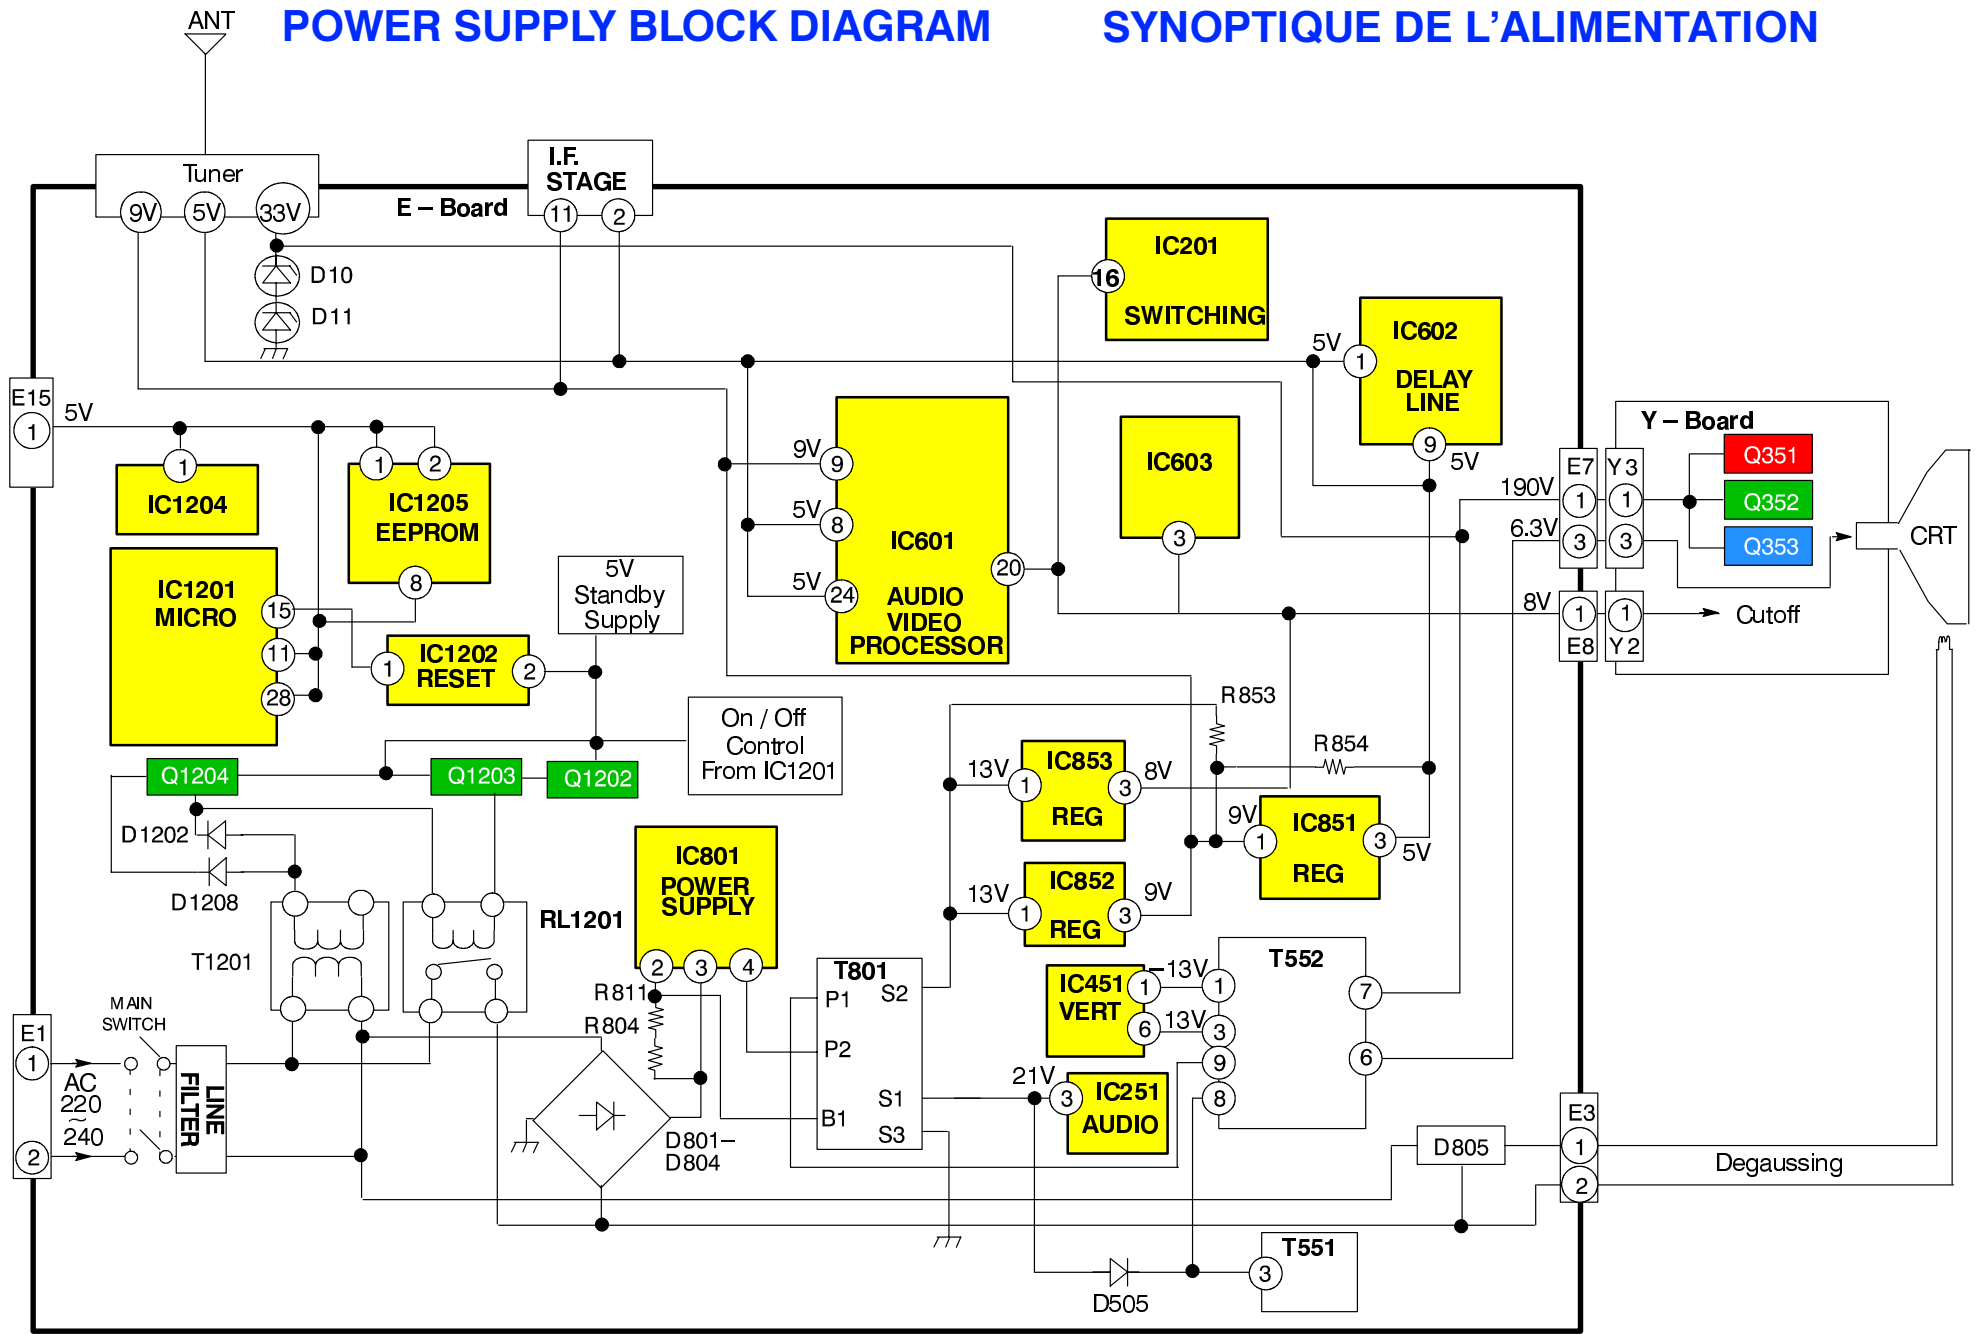 ANT
POWER SUPPLY BLOCK DIAGRAM
SYNOPTIQUE DE L’ALIMENTATION
Tuner
9V
5V
33V
E – Board
I.F.
STAGE
11
2
D10
D11
IC201
16
SWITCHING
IC602
5V
1
DELAY
LINE
9
5V
E15
1
5V
1
IC1204
1
2
IC1205
EEPROM
8
IC1201
MICRO
15
11
28
IC1202
RESET
1
2
5V
Standby
Supply
9V
9
5V
8
5V
24
IC601
20
AUDIO
VIDEO
PROCESSOR
IC603
3
Y – Board
Q351
Q352
Q353
CRT
190V
E7
1
Y3
1
6.3V
3
3
8V
1
1
Cutoff
E8
Y2
On / Off
Control
From IC1201
Q1204
Q1203
Q1202
D1202
D1208
T1201
RL1201
IC801
POWER
SUPPLY
2
3
4
R811
R804
D801–
D804
T801
P1
S2
P2
S1
B1
S3
R853
R854
13V
1
IC853
REG
3
8V
9V
1
IC851
REG
3
5V
13V
1
IC852
REG
3
9V
IC451
VERT
1
–13V
6
13V
T552
1
3
9
8
7
6
21V
3
IC251
AUDIO
MAIN
SWITCH
E1
1
AC
220
~
240
2
LINE
FILTER
D805
E3
1
2
Degaussing
D505
T551
3